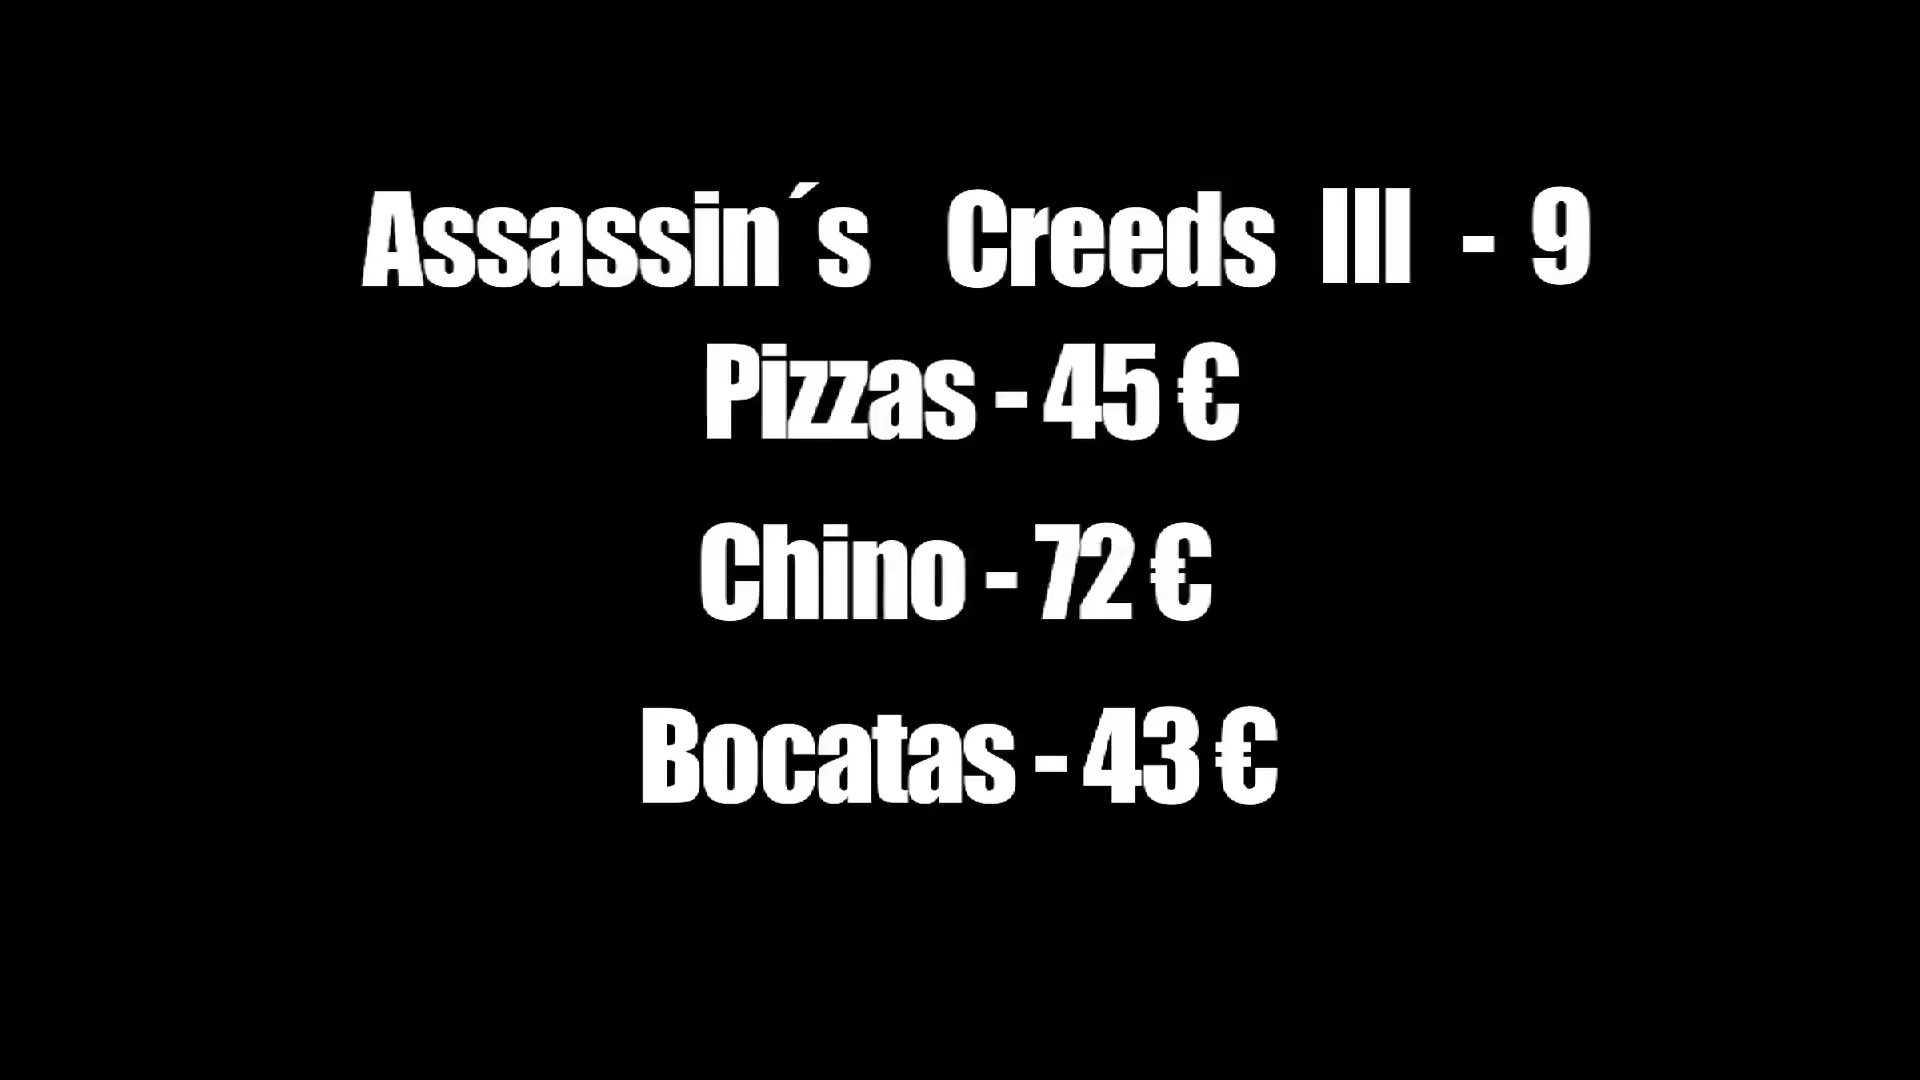 Assassin´s Creeds III - 9
Pizzas - 45 €
Chino - 72 €
Bocatas - 43 €